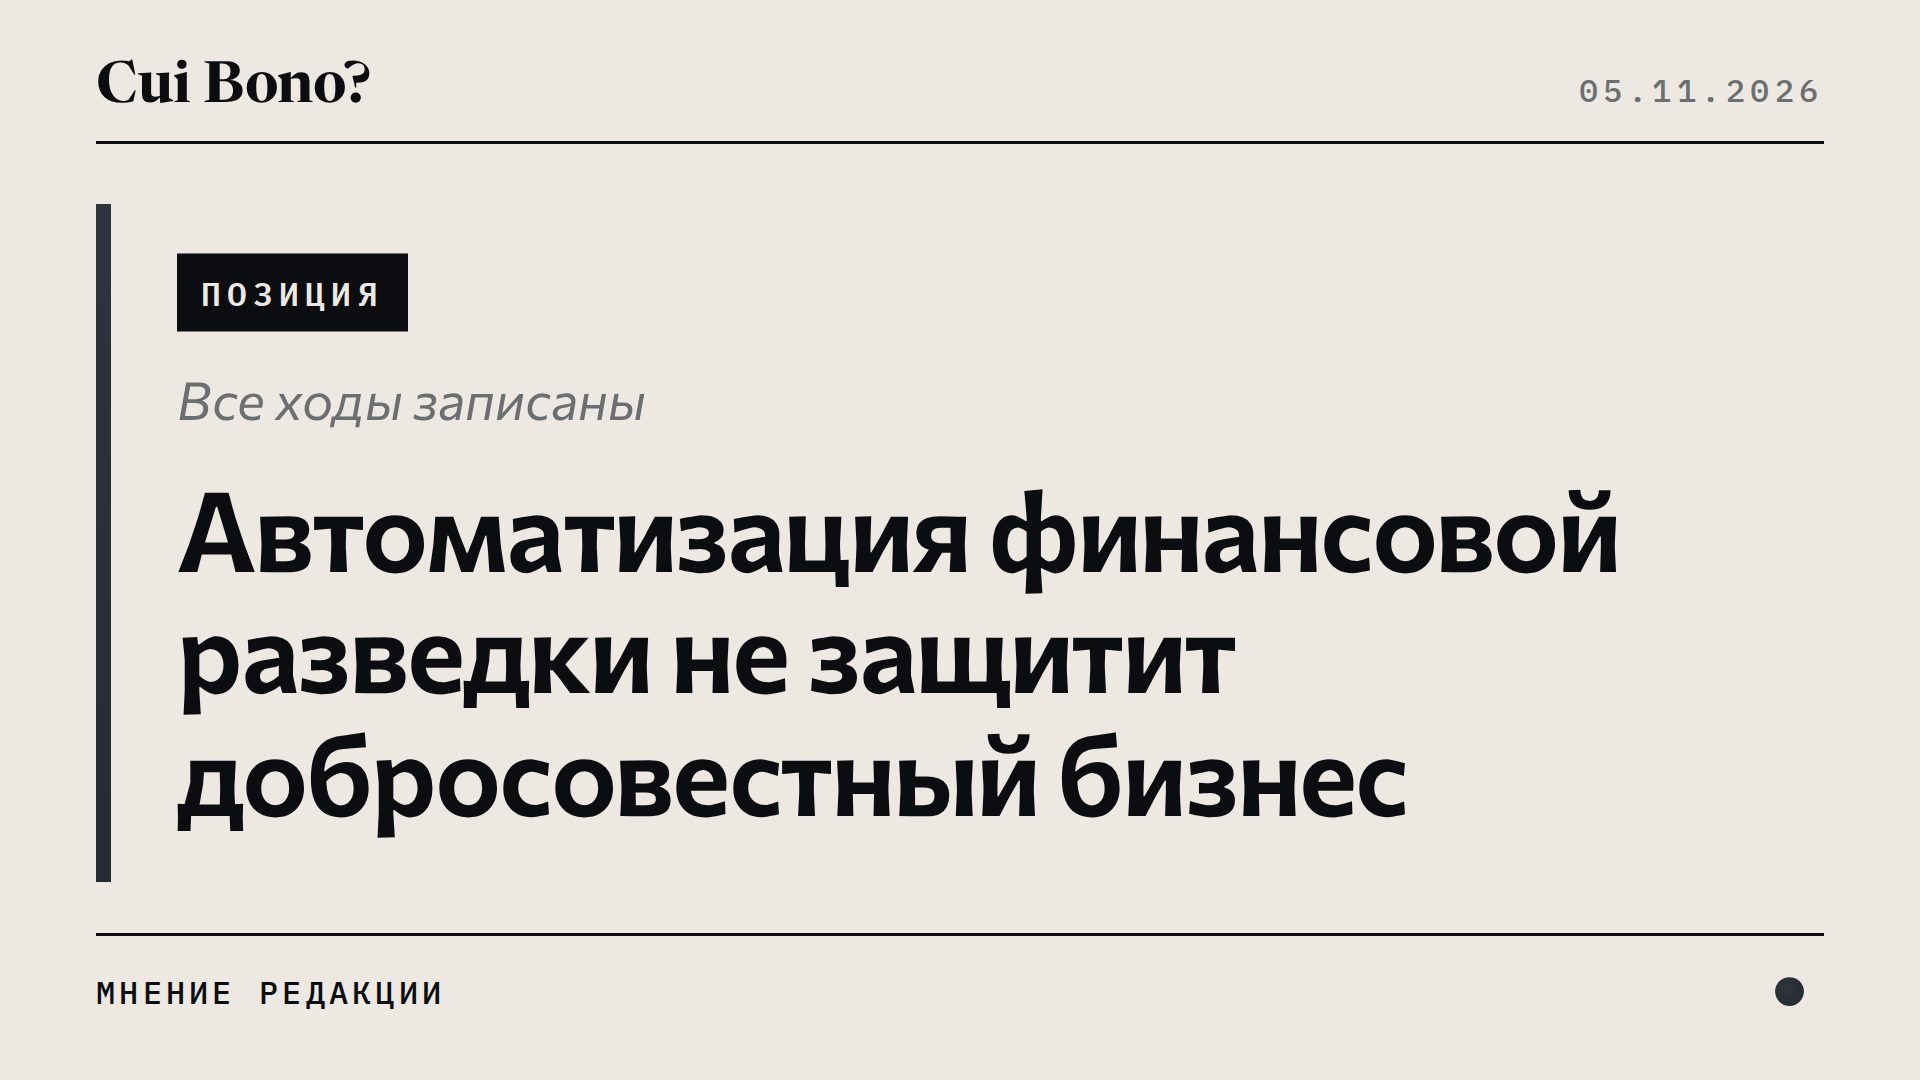 Cui Bono?
05.11.2026
ПОЗИЦИЯ
Все ходы записаны
Автоматизация финансовой
разведки не защитит
добросовестный бизнес
МНЕНИЕ РЕДАКЦИИ